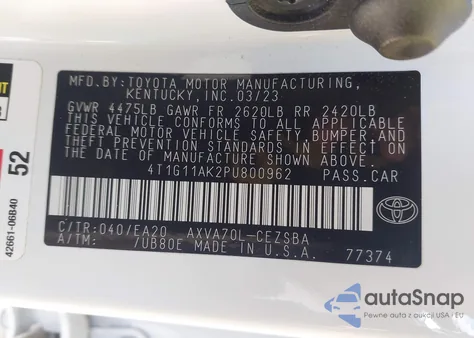 MFD. BY: TOYOTA MOTOR MANUFACTURING,
KENTUCKY, INC. 03/23
GVWR 4475LB GAWR FR 2620LB RR 2420LB
THIS VEHICLE CONFORMS TO ALL APPLICABLE
FEDERAL MOTOR VEHICLE SAFETY, BUMPER, AND
THEFT PREVENTION STANDARDS IN EFFECT ON
THE DATE OF MANUFACTURE SHOWN ABOVE.
4T1G11AK2PU800962 PASS. CAR
C/TR: 040/EA20 AXVA70L-CEZSBA
A/TM: /UB80E MADE IN U.S.A.
77374
TOYOTA
52
42661-06B40
autoSnap
Pewne auta z aukcji USA / EU